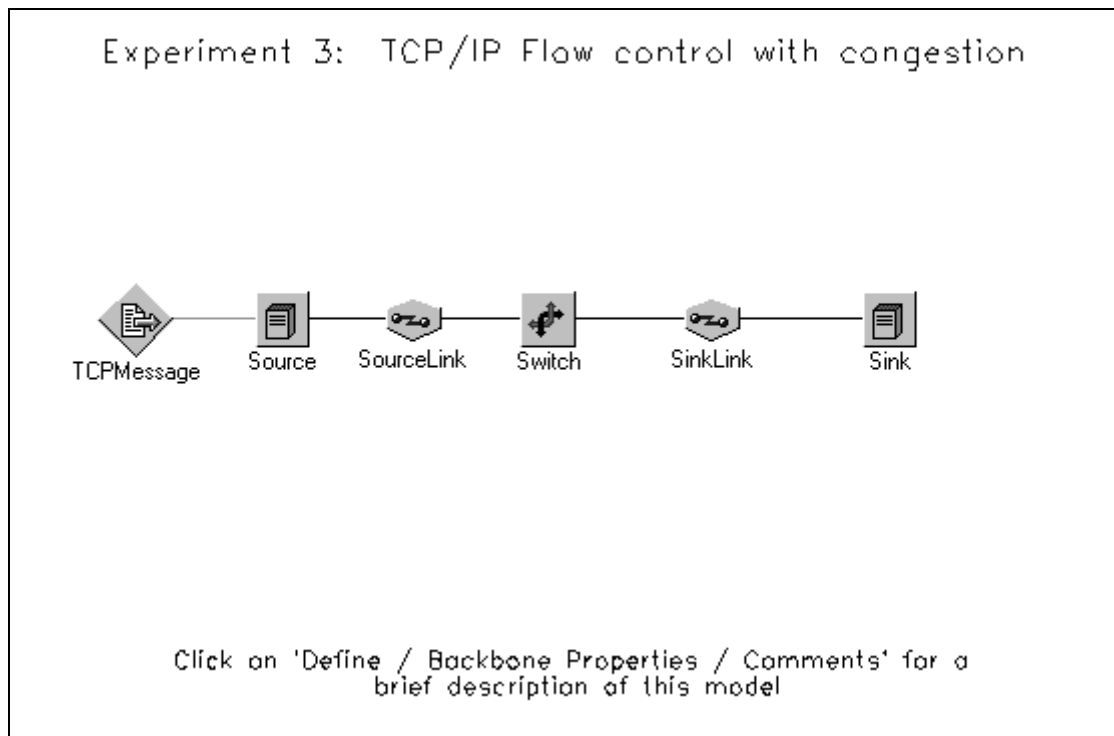 Experiment 3: TCP/IP Flow control with congestion
TCPMessage
Source
SourceLink
Switch
SinkLink
Sink
Click on 'Define / Backbone Properties / Comments' for a
brief description of this model